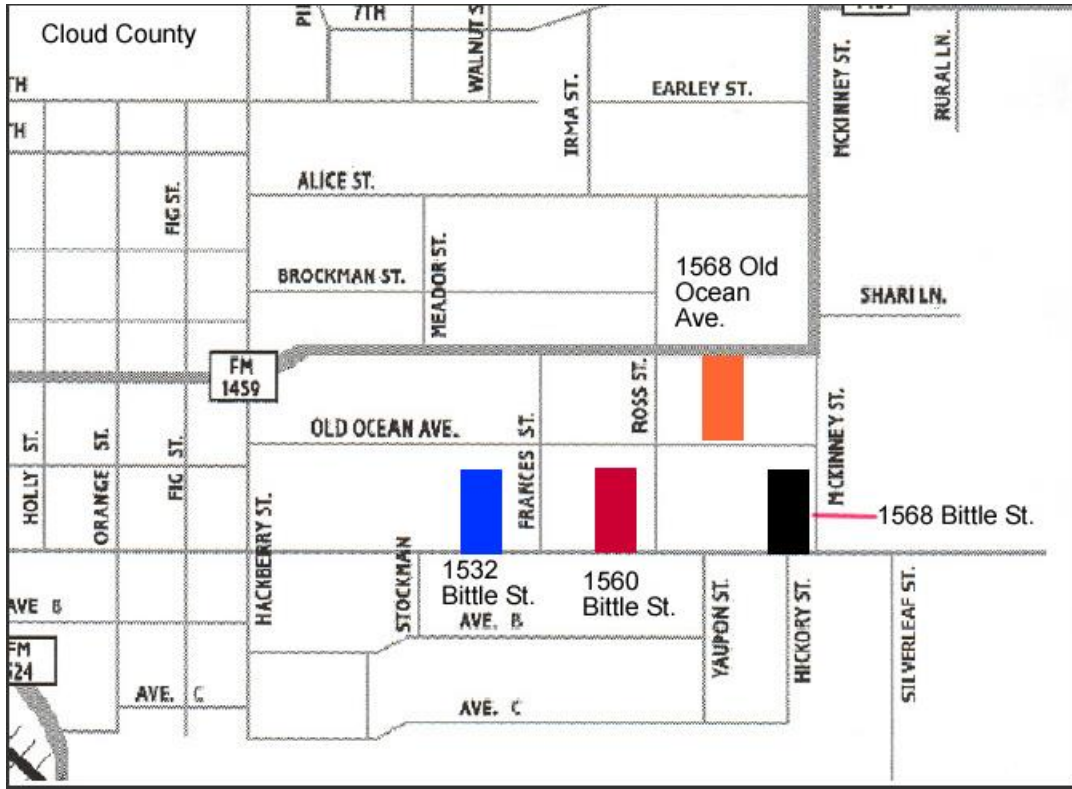 Cloud County
7TH
WALNUT S
TH
EARLEY ST.
MCKINNEY ST.
RURAL LN.
TH
IRMA ST.
ALICE ST.
FIG ST.
MEADOR ST.
BROCKMAN ST.
1568 Old
Ocean
Ave.
SHARI LN.
FM
1459
ROSS ST.
OLD OCEAN AVE.
FRANCES ST.
HOLLY ST.
ORANGE ST.
FIG ST.
HACKBERRY ST.
MCKINNEY ST.
1568 Bittle St.
STOCKMAN
1532
Bittle St.
1560
Bittle St.
AVE B
AVE. B
YAUPON ST.
HICKORY ST.
SILVERLEAF ST.
FM
524
AVE. C
AVE. C